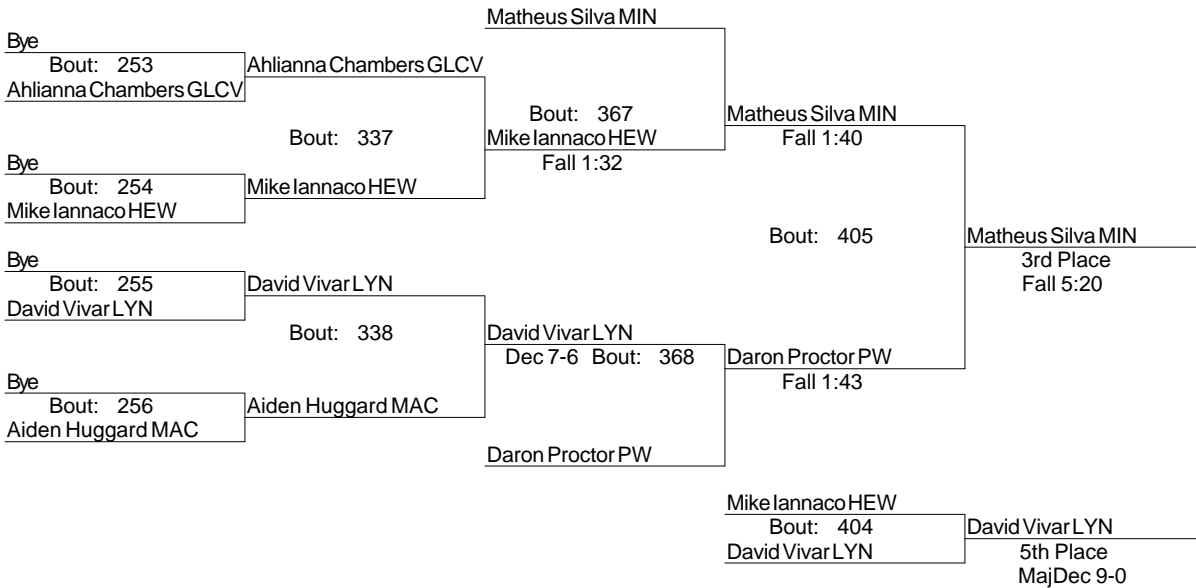 Matheus Silva MIN
Bye
Bout: 253
Ahlianna Chambers GLCV
Ahlianna Chambers GLCV
Bout: 367
Matheus Silva MIN
Bout: 337
Mike Iannaco HEW
Fall 1:40
Bye
Fall 1:32
Bout: 254
Mike Iannaco HEW
Mike Iannaco HEW
Bout: 405
Matheus Silva MIN
Bye
3rd Place
Bout: 255
David Vivar LYN
Fall 5:20
David Vivar LYN
Bout: 338
David Vivar LYN
Dec 7-6 Bout: 368
Daron Proctor PW
Bye
Fall 1:43
Bout: 256
Aiden Huggard MAC
Aiden Huggard MAC
Daron Proctor PW
Mike Iannaco HEW
Bout: 404
David Vivar LYN
David Vivar LYN
5th Place
MajDec 9-0